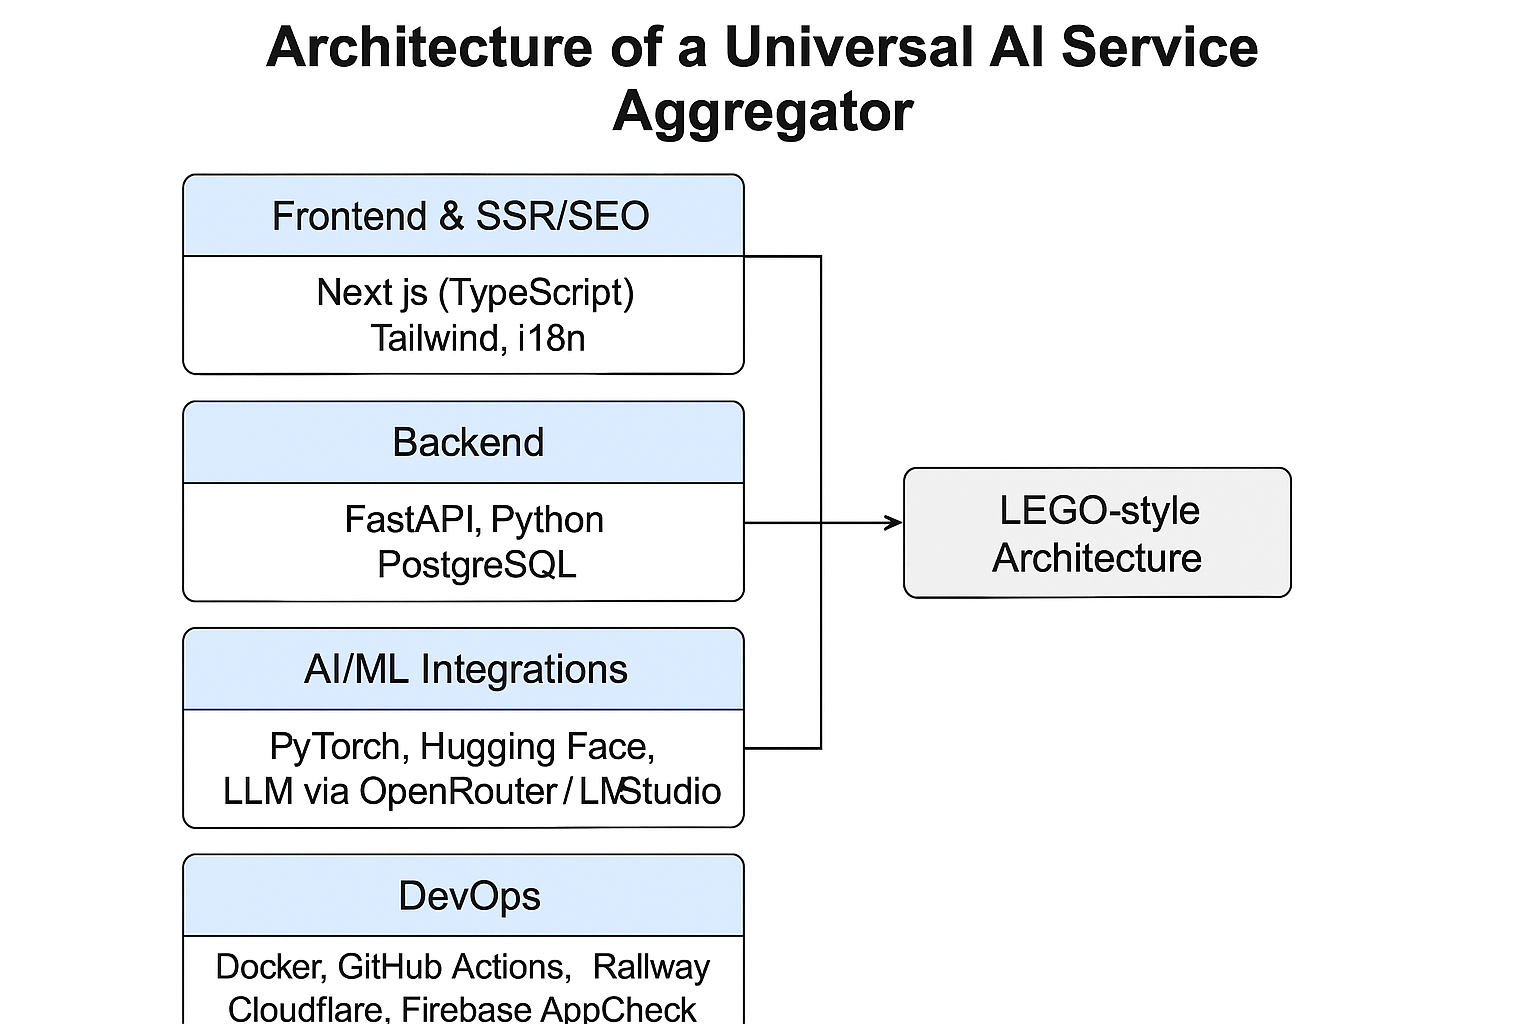 Architecture of a Universal AI Service
Aggregator
Frontend & SSR/SEO
Next js (TypeScript)
Tailwind, i18n
Backend
FastAPI, Python
PostgreSQL
AI/ML Integrations
PyTorch, Hugging Face,
LLM via OpenRouter / LMStudio
DevOps
Docker, GitHub Actions, Rallway
Cloudflare, Firebase AppCheck
LEGO-style
Architecture